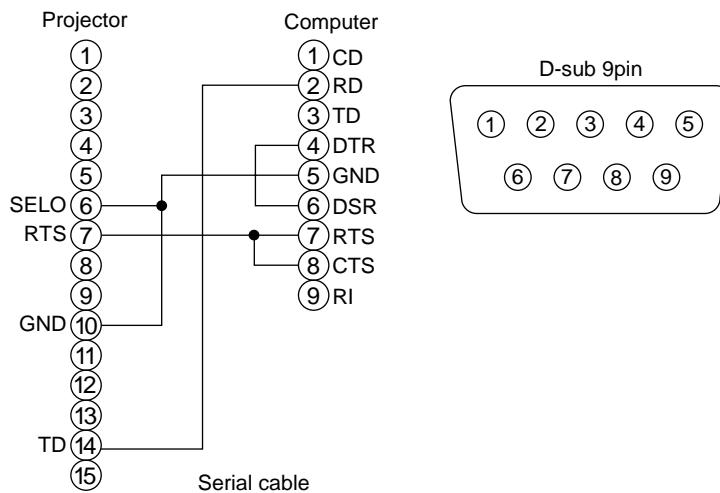 Projector
1
2
3
4
5
SELO 6
RTS 7
8
9
GND 10
11
12
13
TD 14
15
Computer
1 CD
2 RD
3 TD
4 DTR
5 GND
6 DSR
7 RTS
8 CTS
9 RI
Serial cable
D-sub 9pin
1 2 3 4 5
6 7 8 9